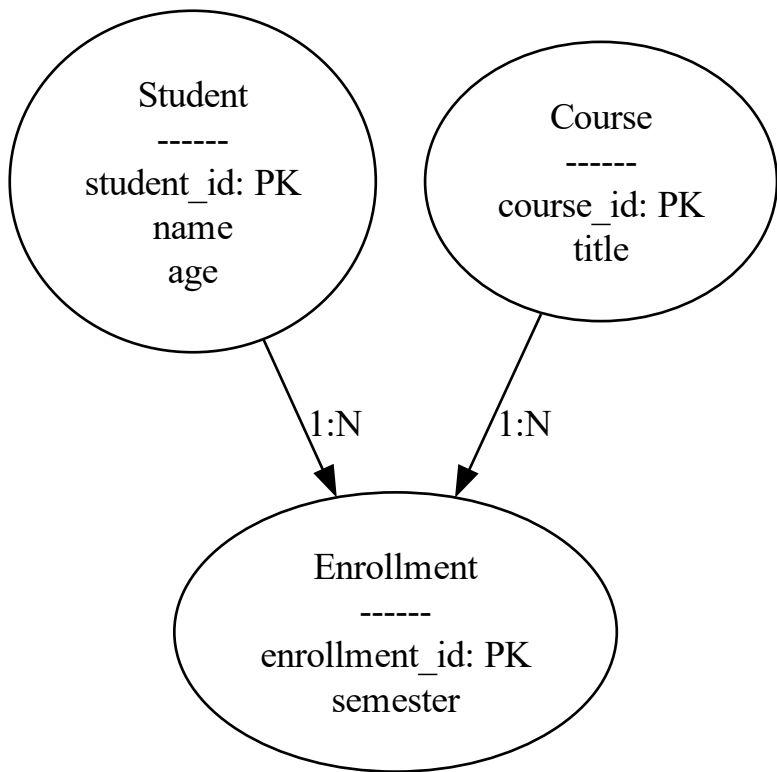 Student
------
student_id: PK
name
age
Course
------
course_id: PK
title
1:N
1:N
Enrollment
------
enrollment_id: PK
semester